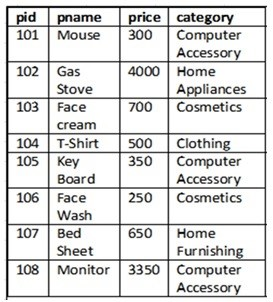 pid pname price category
101 Mouse 300 Computer
Accessory
102 Gas 4000 Home
Stove Appliances
103 Face 700 Cosmetics
cream
104 T-Shirt 500 Clothing
105 Key 350 Computer
Board Accessory
106 Face 250 Cosmetics
Wash
107 Bed 650 Home
Sheet Furnishing
108 Monitor 3350 Computer
Accessory